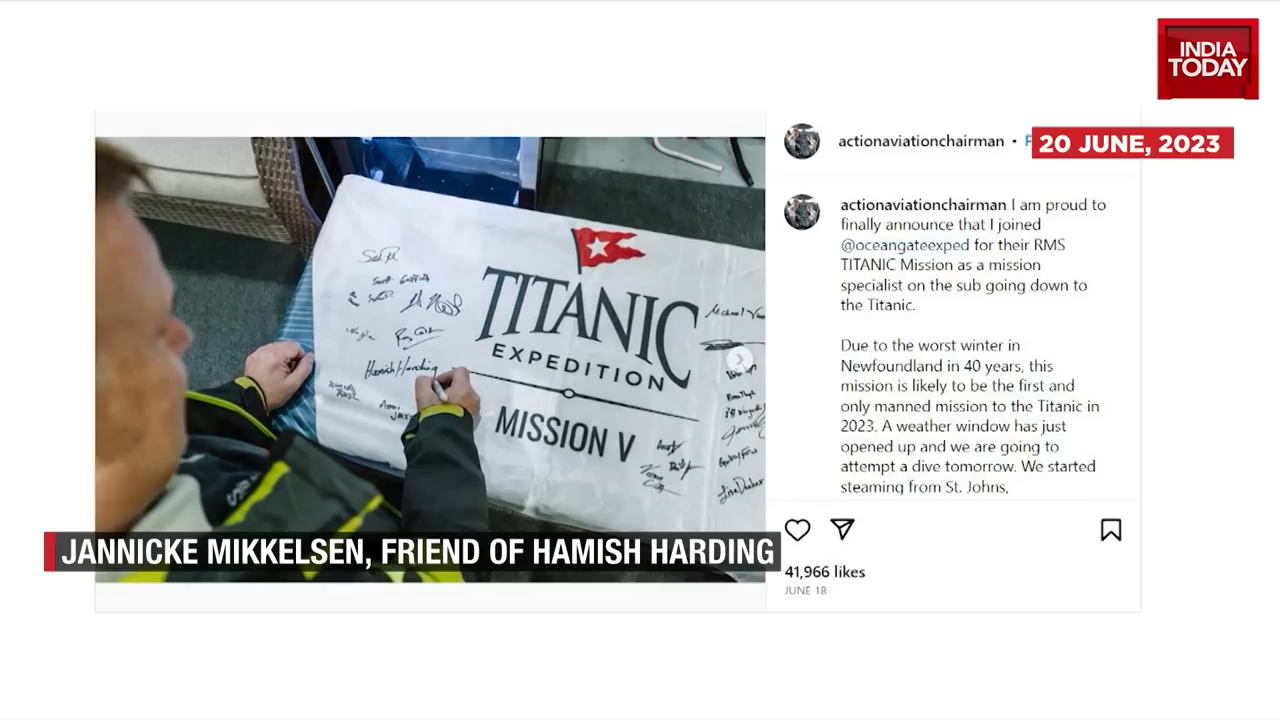 INDIA
TODAY
actionaviationchairman •
20 JUNE, 2023
actionaviationchairman I am proud to
finally announce that I joined
@oceangateexped for their RMS
TITANIC Mission as a mission
specialist on the sub going down to
the Titanic.
Due to the worst winter in
Newfoundland in 40 years, this
mission is likely to be the first and
only manned mission to the Titanic in
2023. A weather window has just
opened up and we are going to
attempt a dive tomorrow. We started
steaming from St. Johns,
TITANIC
EXPEDITION
MISSION V
Scott Griffith
Hamish Harding
JANNICKE MIKKELSEN, FRIEND OF HAMISH HARDING
41,966 likes
JUNE 18